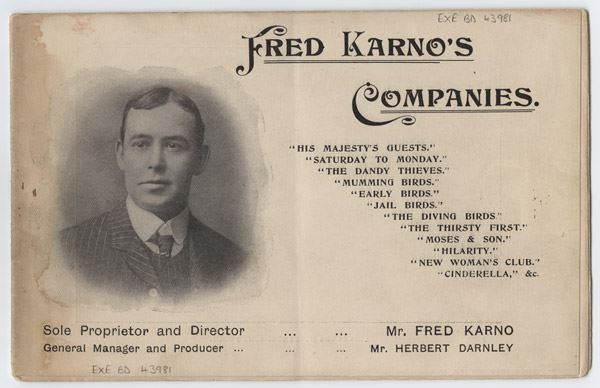 EXE BD 43981
FRED KARNO'S
COMPANIES.
"HIS MAJESTY'S GUESTS."
"SATURDAY TO MONDAY."
"THE DANDY THIEVES."
"MUMMING BIRDS."
"EARLY BIRDS."
"JAIL BIRDS."
"THE DIVING BIRDS."
"THE THIRSTY FIRST."
"MOSES & SON."
"HILARITY."
"NEW WOMAN'S CLUB."
"CINDERELLA," &c.
Sole Proprietor and Director ... ... Mr. FRED KARNO
General Manager and Producer ... ... ... Mr. HERBERT DARNLEY
EXE BD 43981